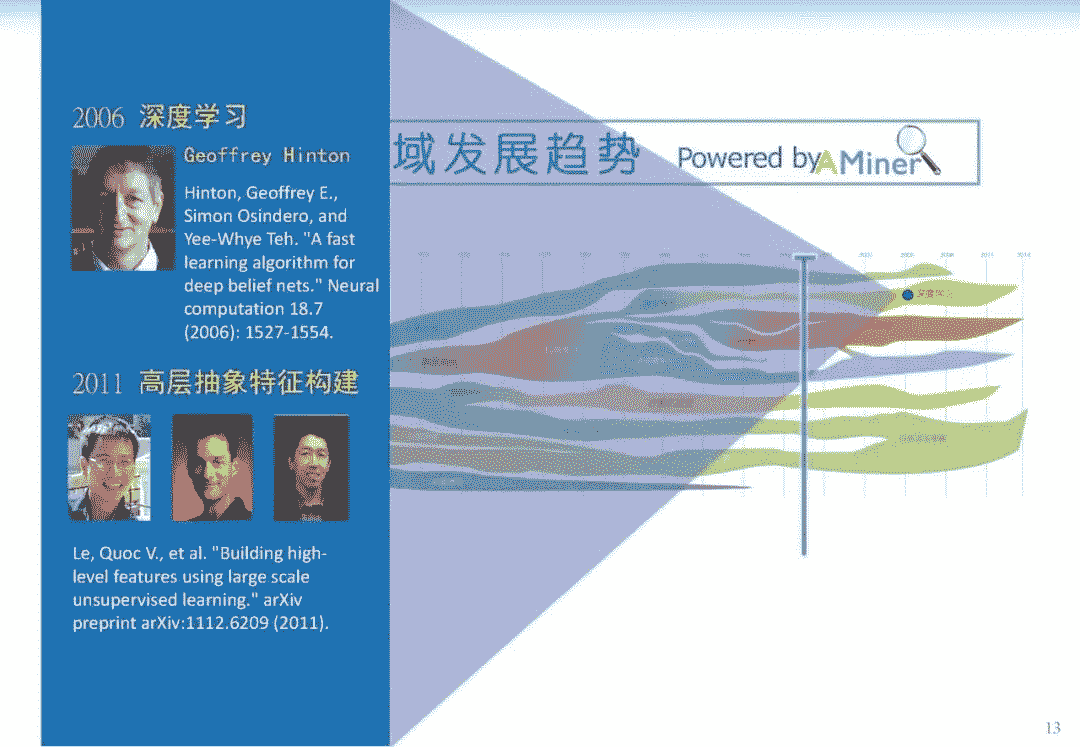 2006 深度学习
Geoffrey Hinton
Hinton, Geoffrey E.,
Simon Osindero, and
Yee-Whye Teh. "A fast
learning algorithm for
deep belief nets." Neural
computation 18.7
(2006): 1527-1554.
2011 高层抽象特征构建
Le, Quoc V., et al. "Building high-
level features using large scale
unsupervised learning." arXiv
preprint arXiv:1112.6209 (2011).
域发展趋势 Powered by AMiner
13